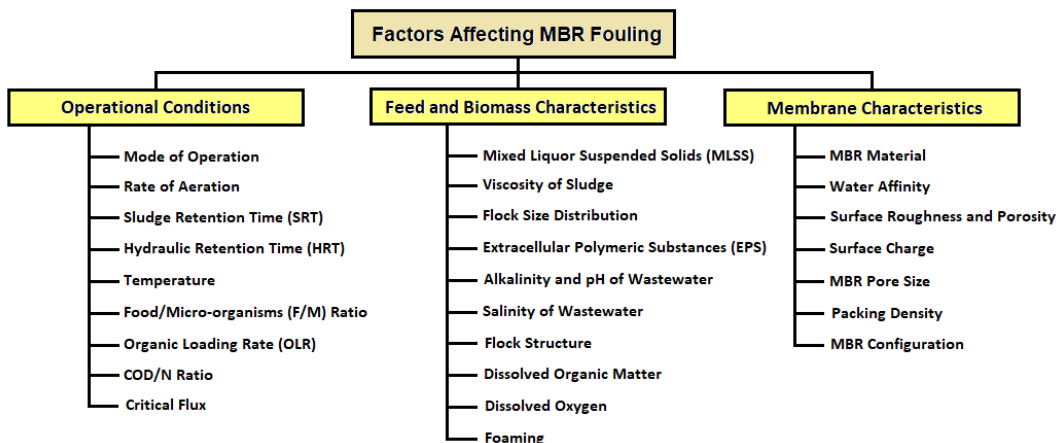 Factors Affecting MBR Fouling
Operational Conditions
Mode of Operation
Rate of Aeration
Sludge Retention Time (SRT)
Hydraulic Retention Time (HRT)
Temperature
Food/Micro-organisms (F/M) Ratio
Organic Loading Rate (OLR)
COD/N Ratio
Critical Flux
Feed and Biomass Characteristics
Mixed Liquor Suspended Solids (MLSS)
Viscosity of Sludge
Flock Size Distribution
Extracellular Polymeric Substances (EPS)
Alkalinity and pH of Wastewater
Salinity of Wastewater
Flock Structure
Dissolved Organic Matter
Dissolved Oxygen
Foaming
Membrane Characteristics
MBR Material
Water Affinity
Surface Roughness and Porosity
Surface Charge
MBR Pore Size
Packing Density
MBR Configuration